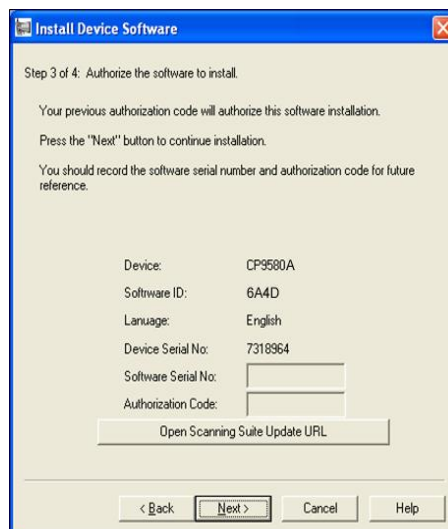 Install Device Software
Step 3 of 4: Authorize the software to install.
Your previous authorization code will authorize this software installation.
Press the "Next" button to continue installation.
You should record the software serial number and authorization code for future
reference.
Device: CP9580A
Software ID: 6A4D
Lanuage: English
Device Serial No: 7318964
Software Serial No:
Authorization Code:
Open Scanning Suite Update URL
< Back Next > Cancel Help